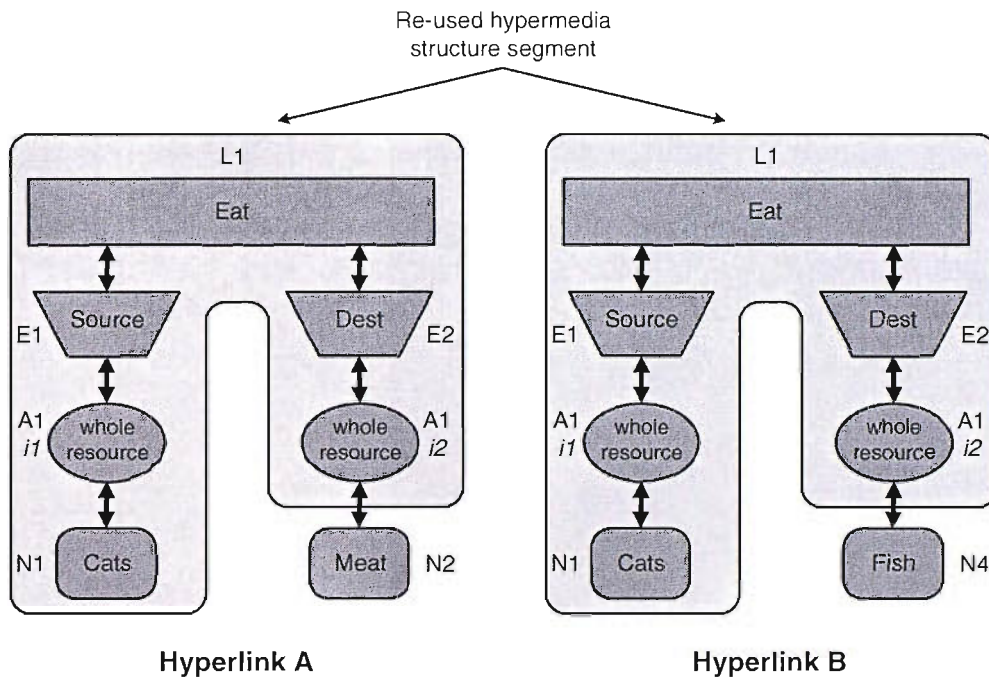 Re-used hypermedia
structure segment
L1
Eat
E1 Source Dest E2
A1 whole whole A1
i1 resource resource i2
N1 Cats Meat N2
Hyperlink A
L1
Eat
E1 Source Dest E2
A1 whole whole A1
i1 resource resource i2
N1 Cats Fish N4
Hyperlink B